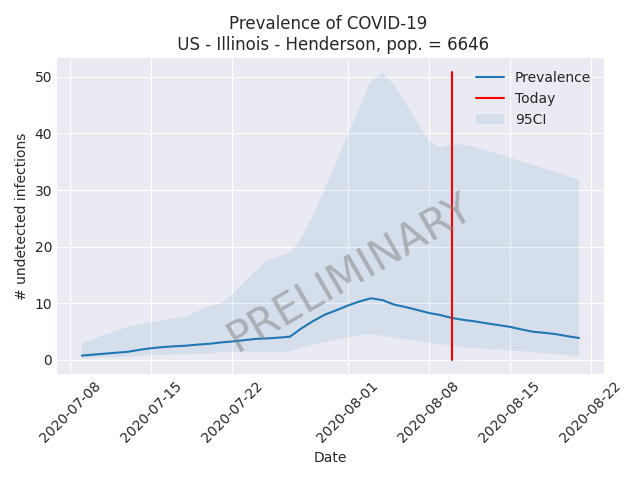 Prevalence of COVID-19
US - Illinois - Henderson, pop. = 6646
50
40
30
20
10
0
# undetected infections
Prevalence
Today
95CI
PRELIMINARY
2020-07-08
2020-07-15
2020-07-22
2020-08-01
2020-08-08
2020-08-15
2020-08-22
Date